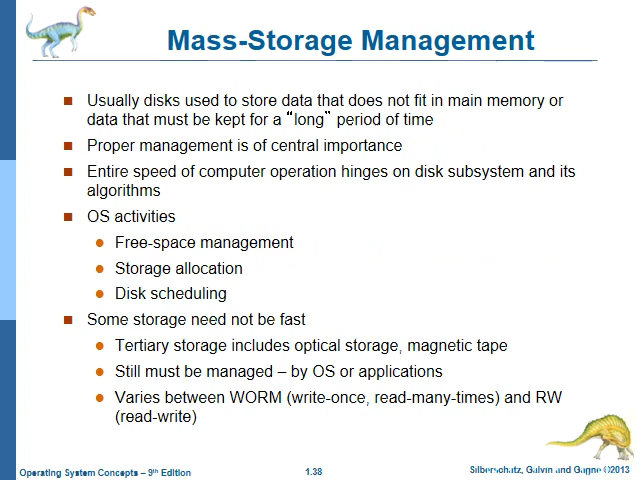 Mass-Storage Management
Usually disks used to store data that does not fit in main memory or
data that must be kept for a “long” period of time
Proper management is of central importance
Entire speed of computer operation hinges on disk subsystem and its
algorithms
OS activities
Free-space management
Storage allocation
Disk scheduling
Some storage need not be fast
Tertiary storage includes optical storage, magnetic tape
Still must be managed – by OS or applications
Varies between WORM (write-once, read-many-times) and RW
(read-write)
Operating System Concepts – 9th Edition
1.38
Silberschatz, Galvin and Gagne ©2013